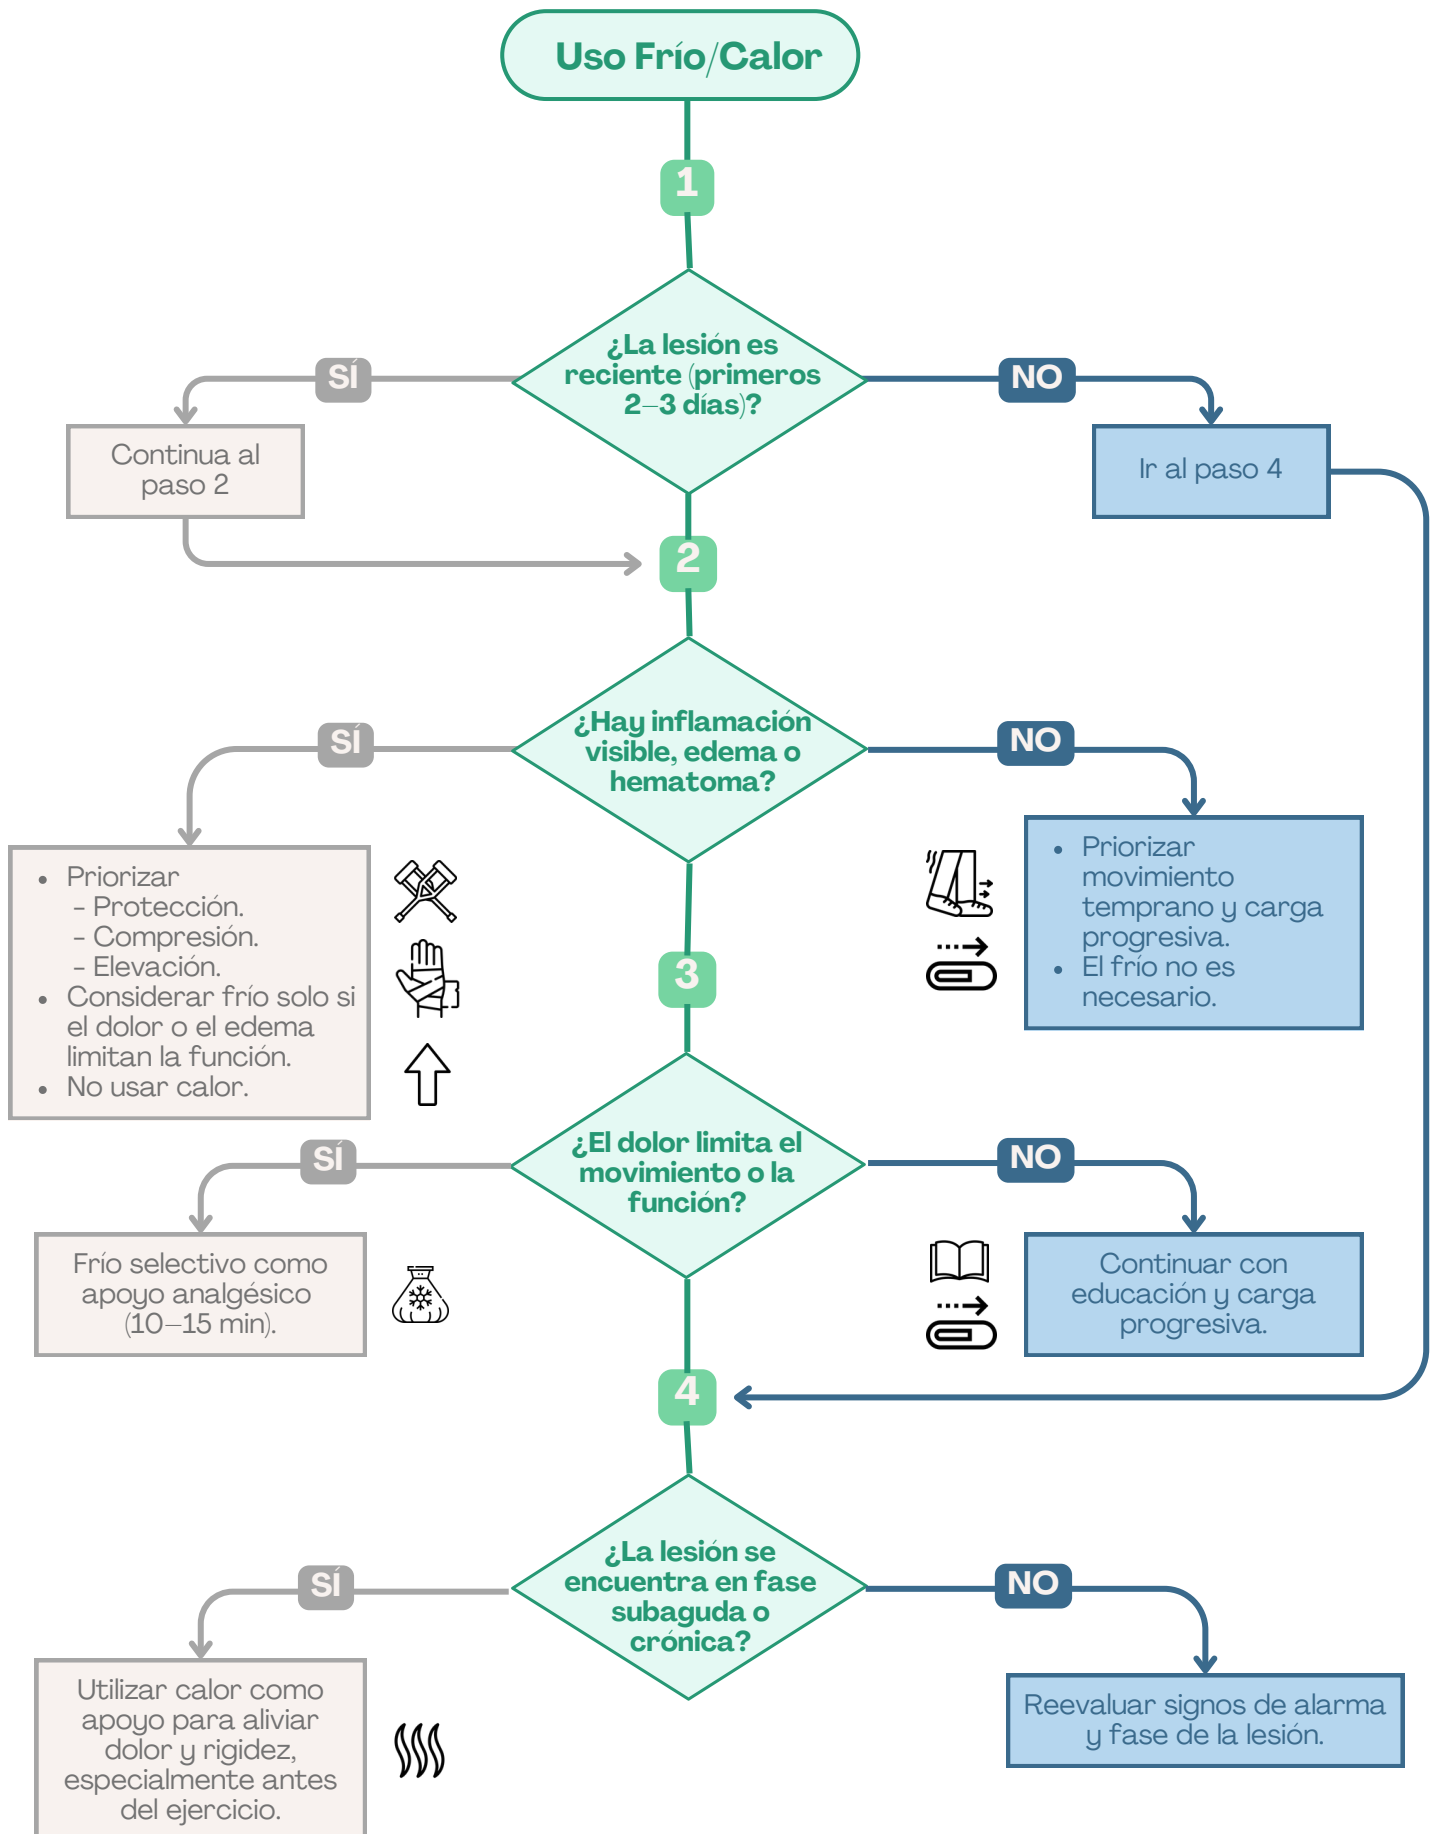 Uso Frío/Calor
1
¿La lesión es
reciente (primeros
2–3 días)?
SÍ
NO
Continua al
paso 2
Ir al paso 4
2
¿Hay inflamación
visible, edema o
hematoma?
SÍ
NO
• Priorizar
- Protección.
- Compresión.
- Elevación.
• Considerar frío solo si
el dolor o el edema
limitan la función.
• No usar calor.
• Priorizar
movimiento
temprano y carga
progresiva.
• El frío no es
necesario.
3
¿El dolor limita el
movimiento o la
función?
SÍ
NO
Frío selectivo como
apoyo analgésico
(10–15 min).
Continuar con
educación y carga
progresiva.
4
¿La lesión se
encuentra en fase
subaguda o
crónica?
SÍ
NO
Utilizar calor como
apoyo para aliviar
dolor y rigidez,
especialmente antes
del ejercicio.
Reevaluar signos de alarma
y fase de la lesión.